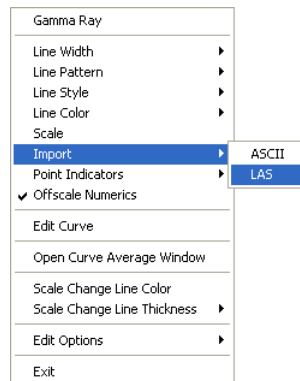 Gamma Ray
Line Width
Line Pattern
Line Style
Line Color
Scale
Import
ASCII
Point Indicators
LAS
Offscale Numerics
Edit Curve
Open Curve Average Window
Scale Change Line Color
Scale Change Line Thickness
Edit Options
Exit